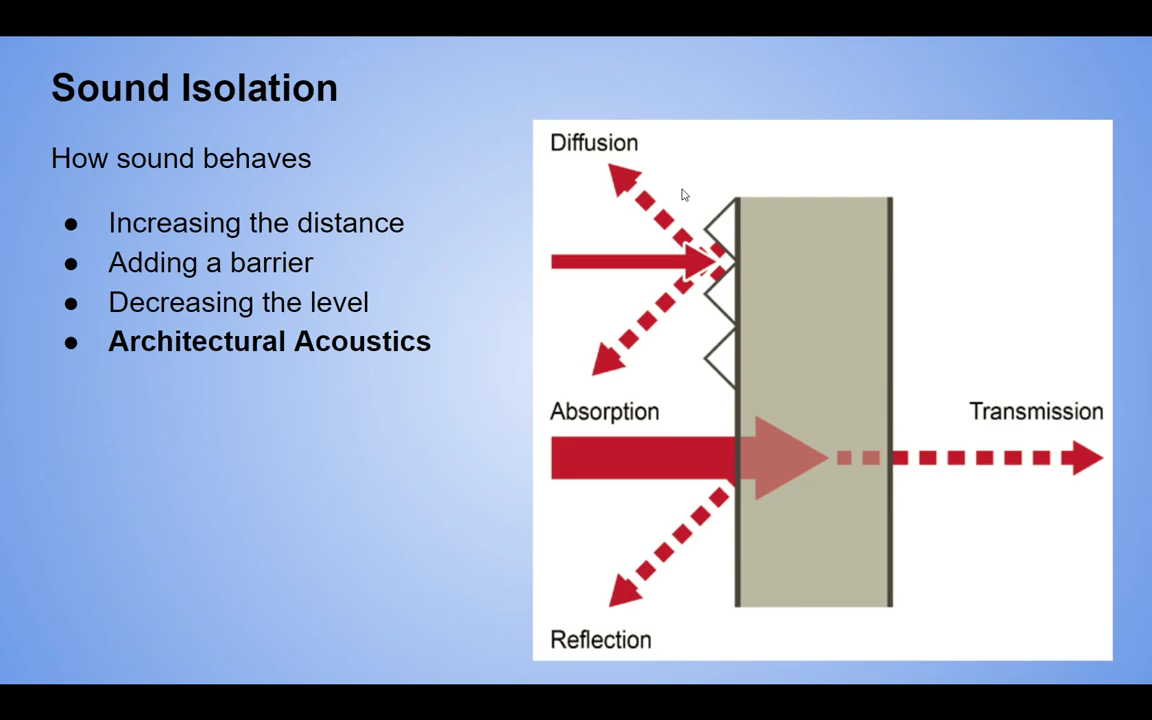 Sound Isolation
How sound behaves
● Increasing the distance
● Adding a barrier
● Decreasing the level
● Architectural Acoustics
Diffusion
Absorption
Transmission
Reflection